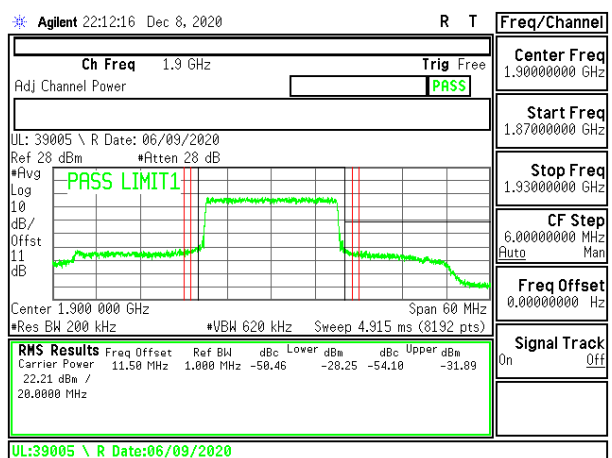 Agilent 22:12:16 Dec 8, 2020 R T
Freq/Channel
Ch Freq 1.9 GHz Trig Free
Adj Channel Power PASS
UL: 39005 \ R Date: 06/09/2020
Ref 28 dBm #Atten 28 dB
#Avg
Log
10
dB/
Offst
11
dB
PASS LIMIT1
Center 1.900 000 GHz Span 60 MHz
#Res BW 200 kHz #VBW 620 kHz Sweep 4.915 ms (8192 pts)
RMS Results Freq Offset Ref BW dBc Lower dBm dBc Upper dBm
Carrier Power 11.50 MHz 1.000 MHz -50.46 -28.25 -54.10 -31.89
22.21 dBm /
20.0000 MHz
UL:39005 \ R Date:06/09/2020
Center Freq
1.90000000 GHz
Start Freq
1.87000000 GHz
Stop Freq
1.93000000 GHz
CF Step
6.00000000 MHz
Auto Man
Freq Offset
0.00000000 Hz
Signal Track
On Off